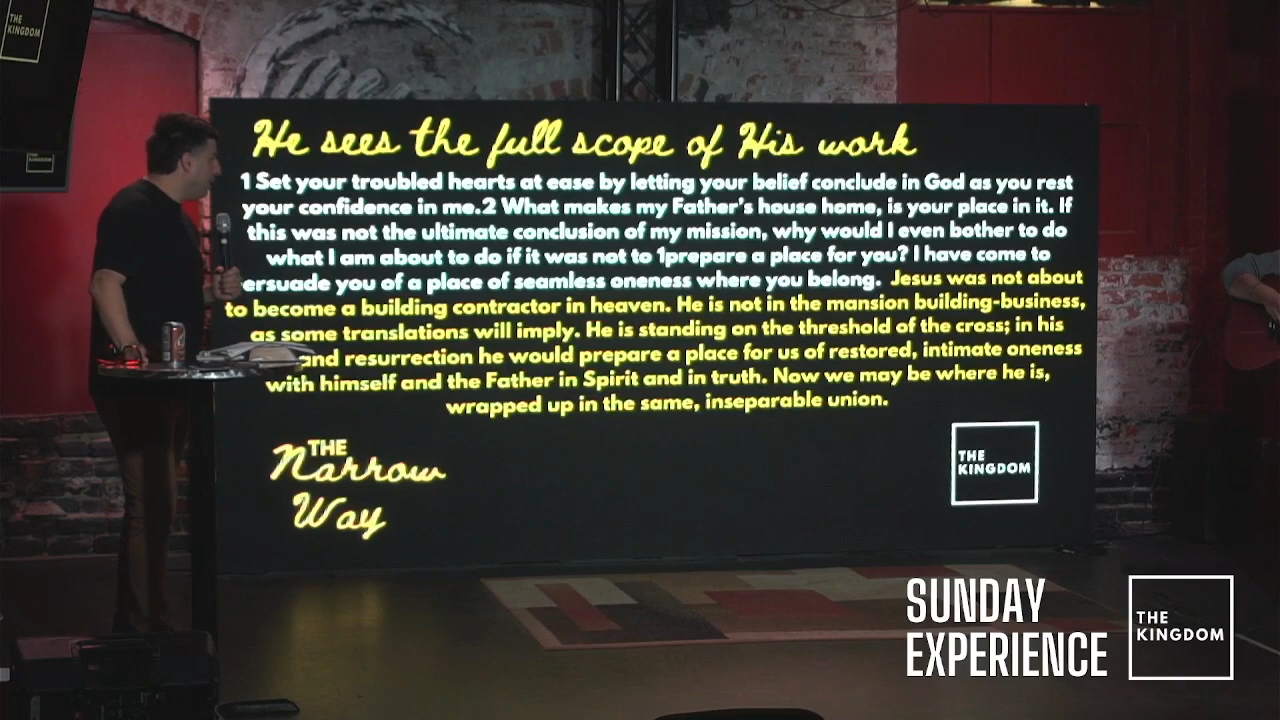 THE
KINGDOM
He sees the full scope of His work
1 Set your troubled hearts at ease by letting your belief conclude in God as you rest
your confidence in me.2 What makes my Father's house home, is your place in it. If
this was not the ultimate conclusion of my mission, why would I even bother to do
what I am about to do if it was not to 1prepare a place for you? I have come to
ersuade you of a place of seamless oneness where you belong. Jesus was not about
to become a building contractor in heaven. He is not in the mansion building-business,
as some translations will imply. He is standing on the threshold of the cross; in his
and resurrection he would prepare a place for us of restored, intimate oneness
with himself and the Father in Spirit and in truth. Now we may be where he is,
wrapped up in the same, inseparable union.
THE
Narrow
Way
THE
KINGDOM
SUNDAY
EXPERIENCE
THE
KINGDOM